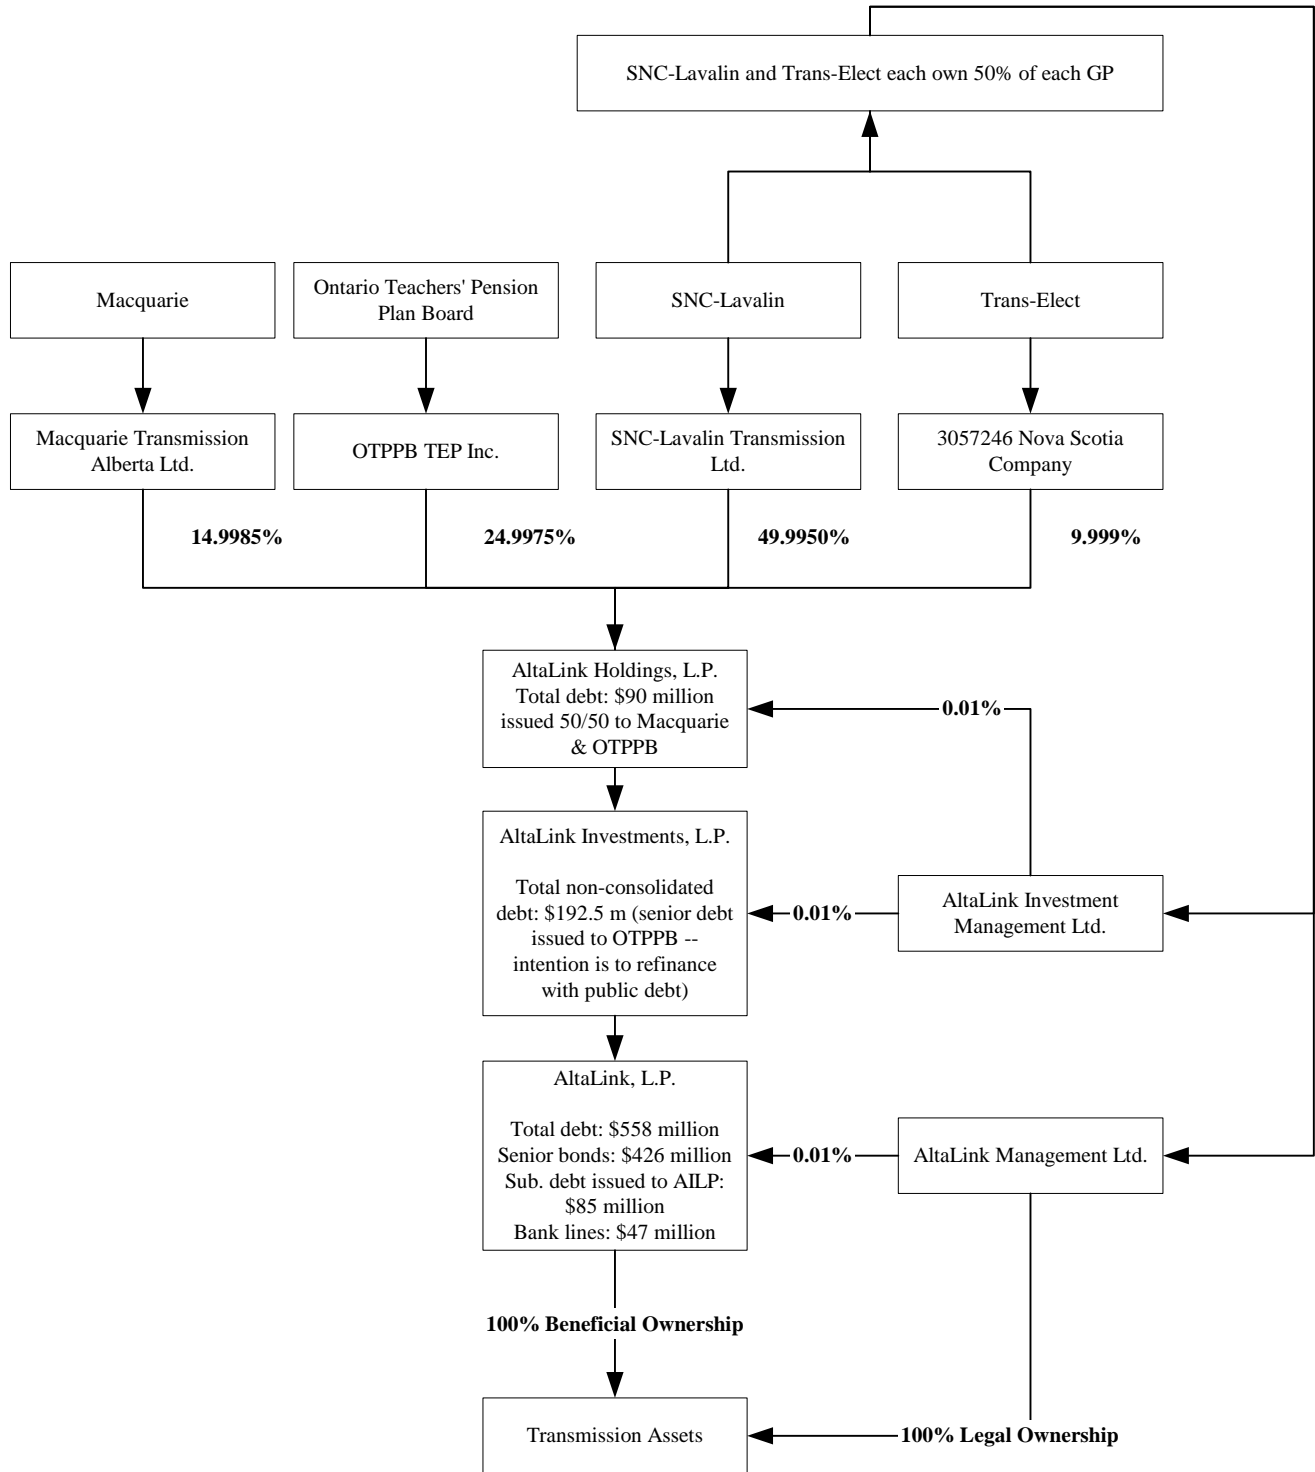 SNC-Lavalin and Trans-Elect each own 50% of each GP
Macquarie
Ontario Teachers' Pension
Plan Board
SNC-Lavalin
Trans-Elect
Macquarie Transmission
Alberta Ltd.
OTPPB TEP Inc.
SNC-Lavalin Transmission
Ltd.
3057246 Nova Scotia
Company
14.9985%
24.9975%
49.9950%
9.999%
AltaLink Holdings, L.P.
Total debt: $90 million
issued 50/50 to Macquarie
& OTPPB
0.01%
AltaLink Investments, L.P.
Total non-consolidated
debt: $192.5 m (senior debt
issued to OTPPB --
intention is to refinance
with public debt)
0.01%
AltaLink Investment
Management Ltd.
AltaLink, L.P.
Total debt: $558 million
Senior bonds: $426 million
Sub. debt issued to AILP:
$85 million
Bank lines: $47 million
0.01%
AltaLink Management Ltd.
100% Beneficial Ownership
Transmission Assets
100% Legal Ownership